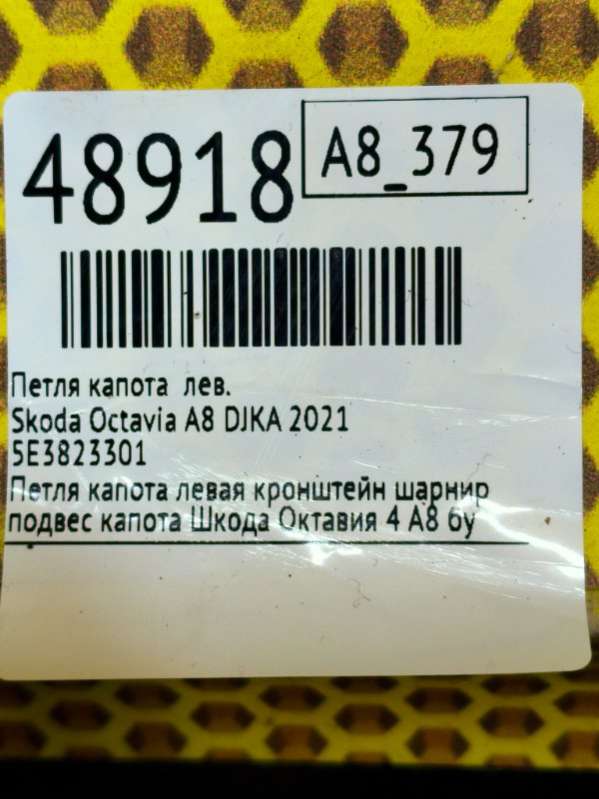 48918
A8_379
Петля капота лев.
Skoda Octavia A8 DJKA 2021
5E3823301
Петля капота левая кронштейн шарнир
подвес капота Шкода Октавия 4 А8 бу